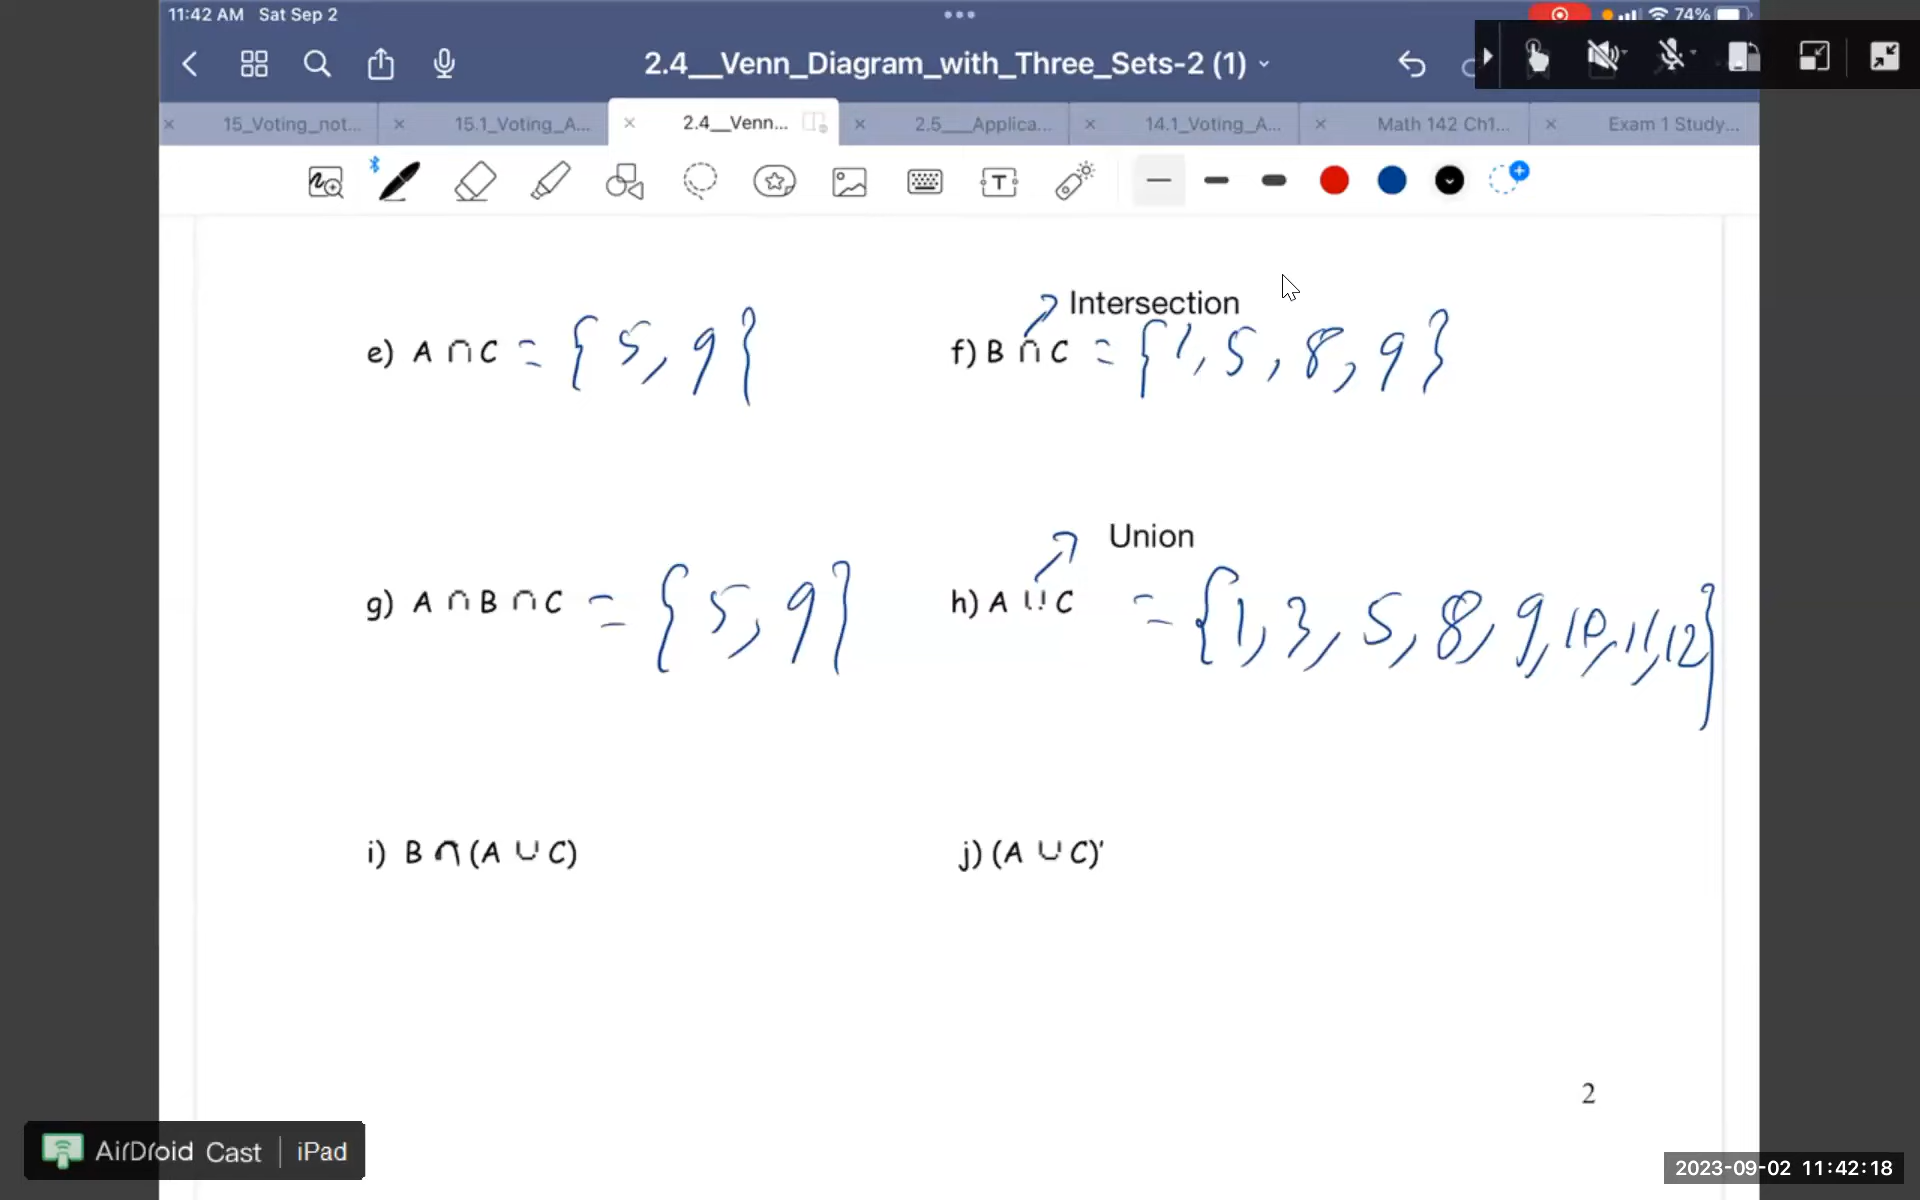 11:42 AM Sat Sep 2
74%
2.4__Venn_Diagram_with_Three_Sets-2 (1)
15_Voting_not... 15.1_Voting_A... 2.4__Venn... 2.5___Applica... 14.1_Voting_A... Math 142 Ch1... Exam 1 Study...
Intersection
e) A ∩ C = {5, 9} f) B ∩ C = {1, 5, 8, 9}
Union
g) A ∩ B ∩ C = {5, 9} h) A ∪ C = {1, 3, 5, 8, 9, 10, 11, 12}
i) B ∩ (A ∪ C) j) (A ∪ C)'
2
AirDroid Cast | iPad
2023-09-02 11:42:18